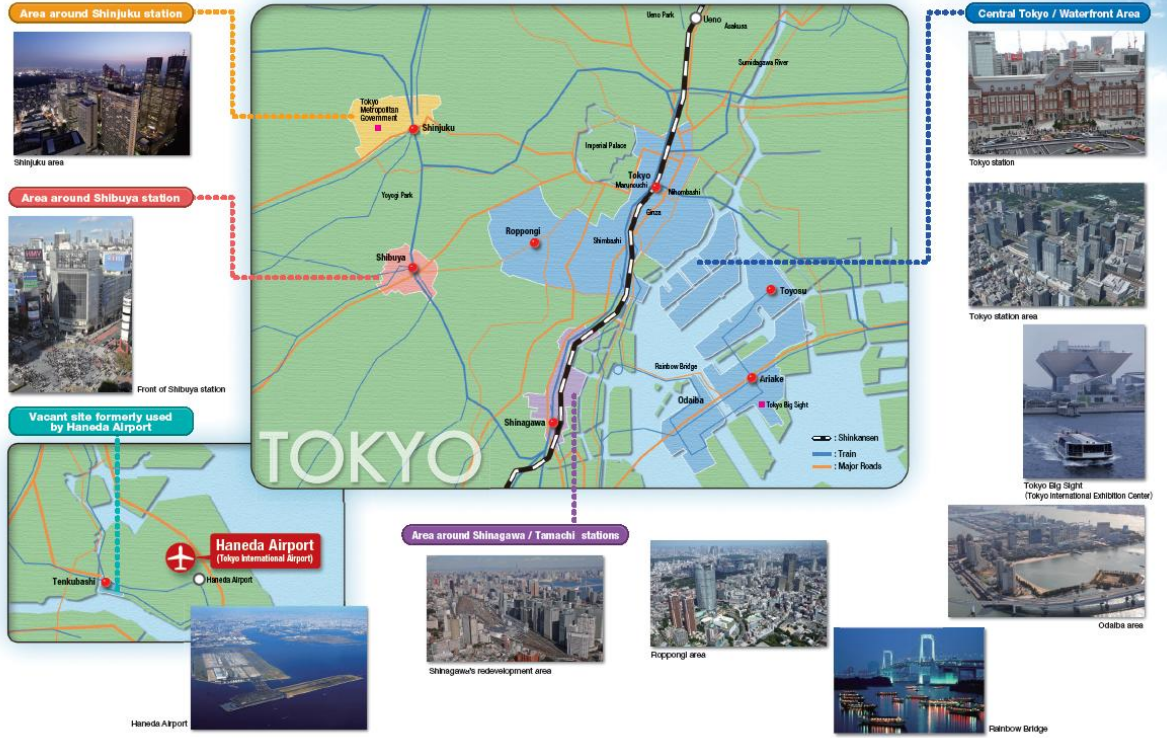 Area around Shinjuku station
Shinjuku area
Area around Shibuya station
HMV
Front of Shibuya station
Vacant site formerly used
by Haneda Airport
Tenkubashi
Haneda Airport
(Tokyo International Airport)
Haneda Airport
Haneda Airport
Ueno Park
Ueno
Asakusa
Sumidagawa River
Tokyo
Metropolitan
Government
Shinjuku
Imperial Palace
Tokyo
Marunouchi
Nihombashi
Yoyogi Park
Ginza
Roppongi
Shimbashi
Shibuya
Toyosu
Rainbow Bridge
Ariake
Odaiba
Tokyo Big Sight
Shinagawa
TOKYO
: Shinkansen
: Train
: Major Roads
Central Tokyo / Waterfront Area
Tokyo station
Tokyo station area
Tokyo Big Sight
(Tokyo International Exhibition Center)
Odaiba area
Area around Shinagawa / Tamachi stations
Shinagawa's redevelopment area
Roppongi area
Rainbow Bridge